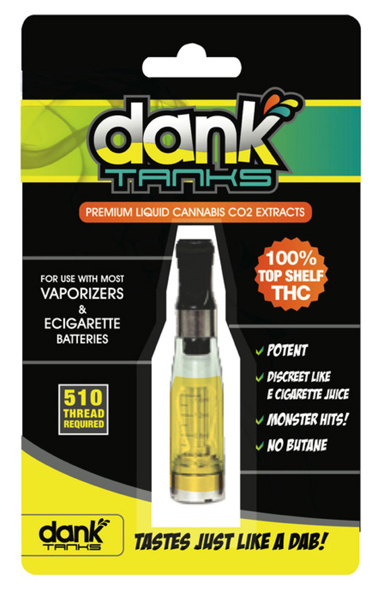 dank
TANKS
PREMIUM LIQUID CANNABIS CO2 EXTRACTS
100%
TOP SHELF
THC
FOR USE WITH MOST
VAPORIZERS
&
ECIGARETTE
BATTERIES
POTENT
DISCREET LIKE
E CIGARETTE JUICE
MONSTER HITS!
NO BUTANE
510
THREAD
REQUIRED
dank
TANKS
TASTES JUST LIKE A DAB!